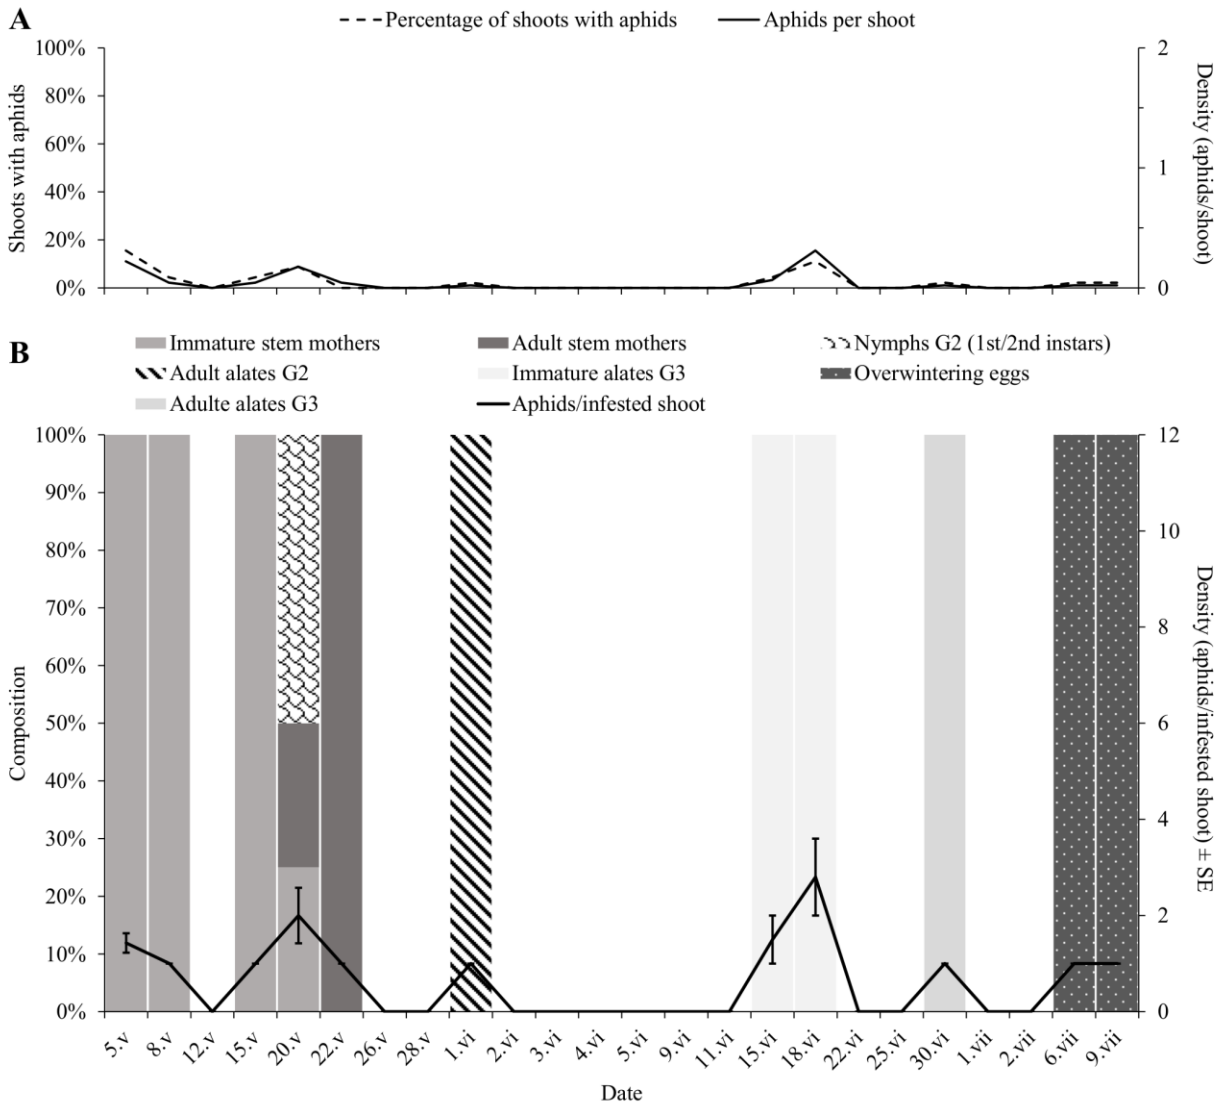 A
Percentage of shoots with aphids
Aphids per shoot
100%
80%
60%
40%
20%
0%
Shoots with aphids
2
1
0
Density (aphids/shoot)
B
Immature stem mothers
Adult stem mothers
Nymphs G2 (1st/2nd instars)
Adult alates G2
Immature alates G3
Overwintering eggs
Adulte alates G3
Aphids/infested shoot
100%
90%
80%
70%
60%
50%
40%
30%
20%
10%
0%
Composition
12
10
8
6
4
2
0
Density (aphids/infested shoot) ± SE
5.v
8.v
12.v
15.v
20.v
22.v
26.v
28.v
1.vi
2.vi
3.vi
4.vi
5.vi
9.vi
11.vi
15.vi
18.vi
22.vi
25.vi
30.vi
1.vii
2.vii
6.vii
9.vii
Date